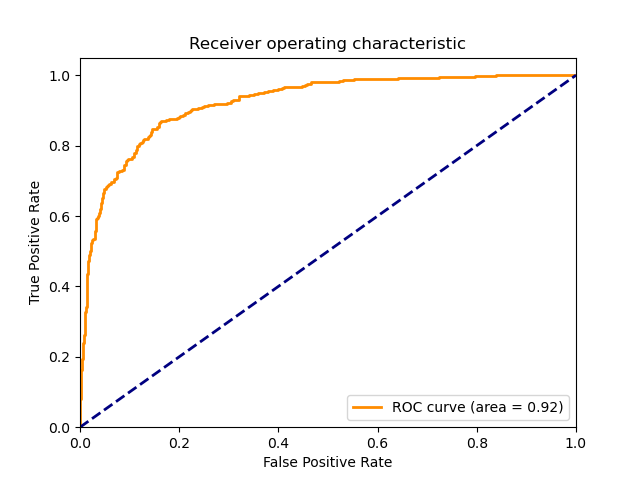 Receiver operating characteristic
1.0
0.8
0.6
0.4
0.2
0.0
True Positive Rate
ROC curve (area = 0.92)
0.0 0.2 0.4 0.6 0.8 1.0
False Positive Rate